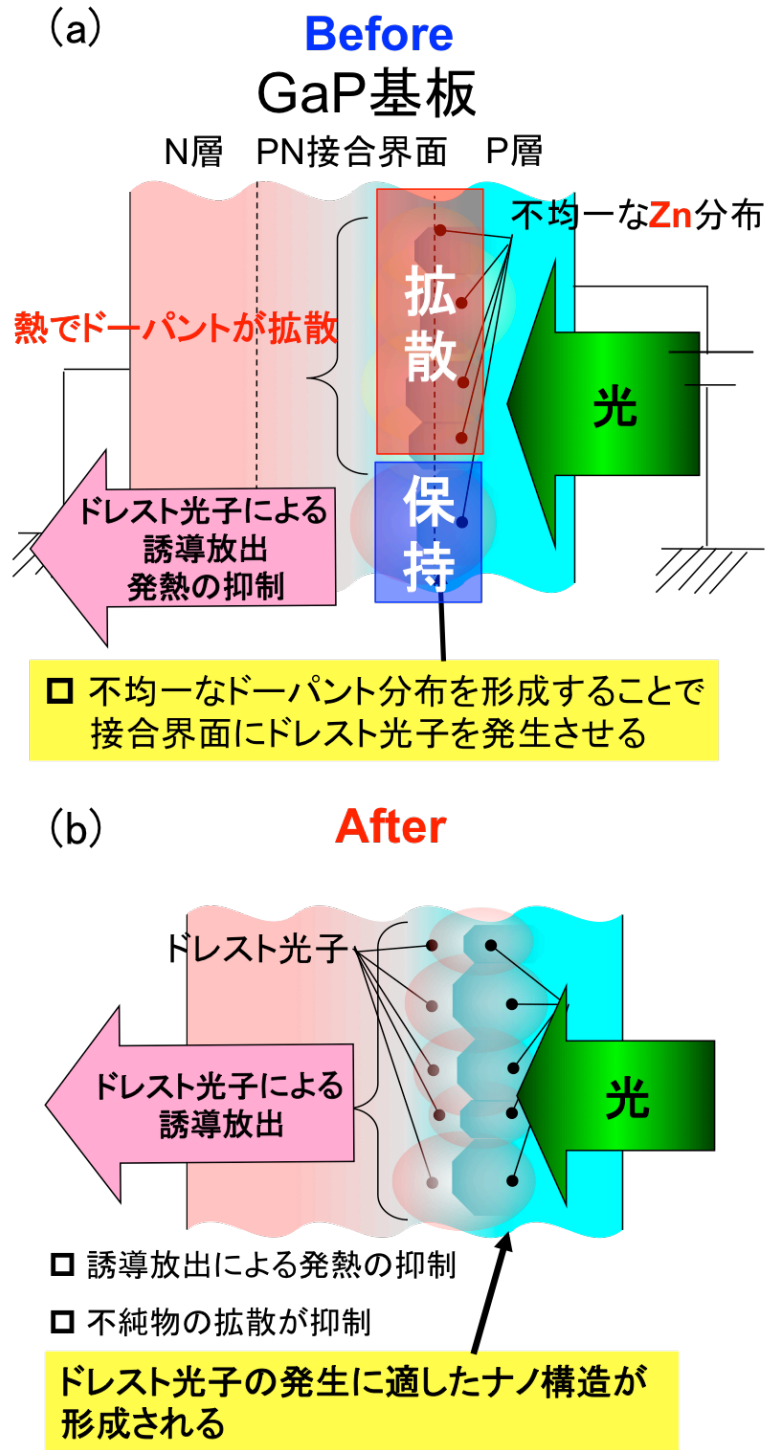 (a)
Before
GaP基板
N層 PN接合界面 P層
不均一なZn分布
熱でドーパントが拡散
拡散
光
保持
ドレスト光子による
誘導放出
発熱の抑制
不均一なドーパント分布を形成することで
接合界面にドレスト光子を発生させる
(b)
After
ドレスト光子
ドレスト光子による
誘導放出
光
誘導放出による発熱の抑制
不純物の拡散が抑制
ドレスト光子の発生に適したナノ構造が
形成される